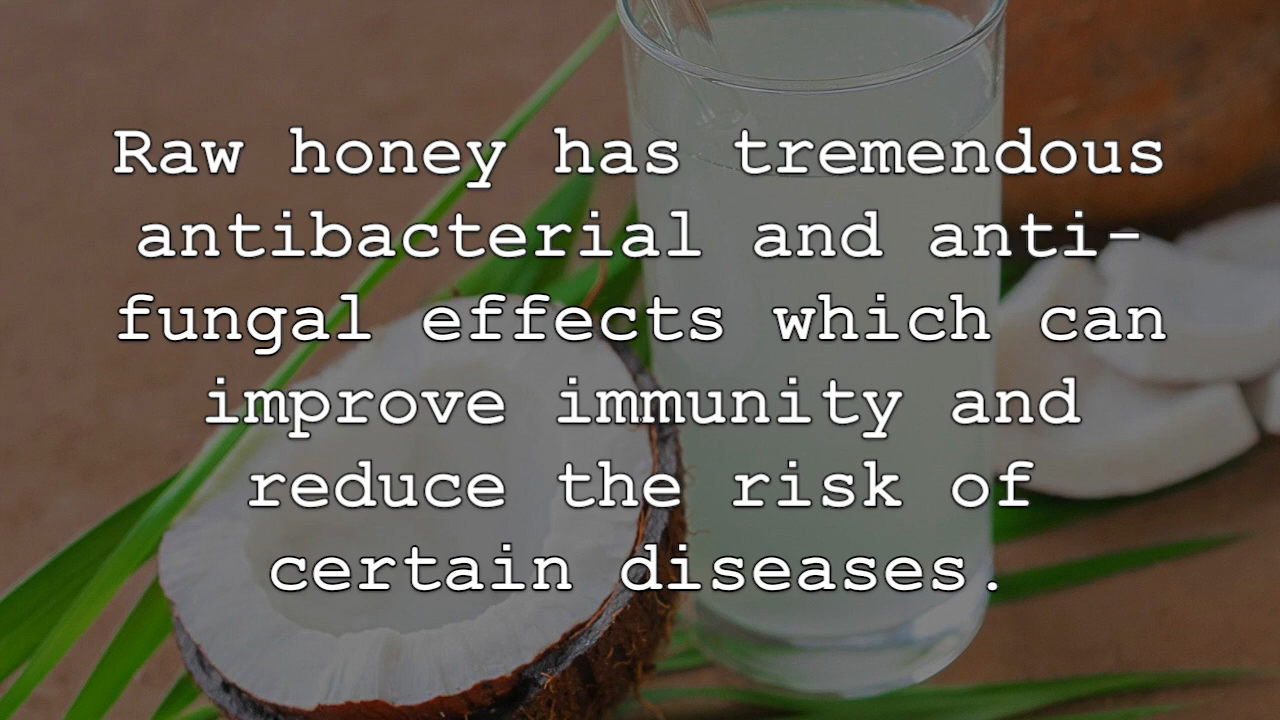 Raw honey has tremendous
antibacterial and anti-
fungal effects which can
improve immunity and
reduce the risk of
certain diseases.